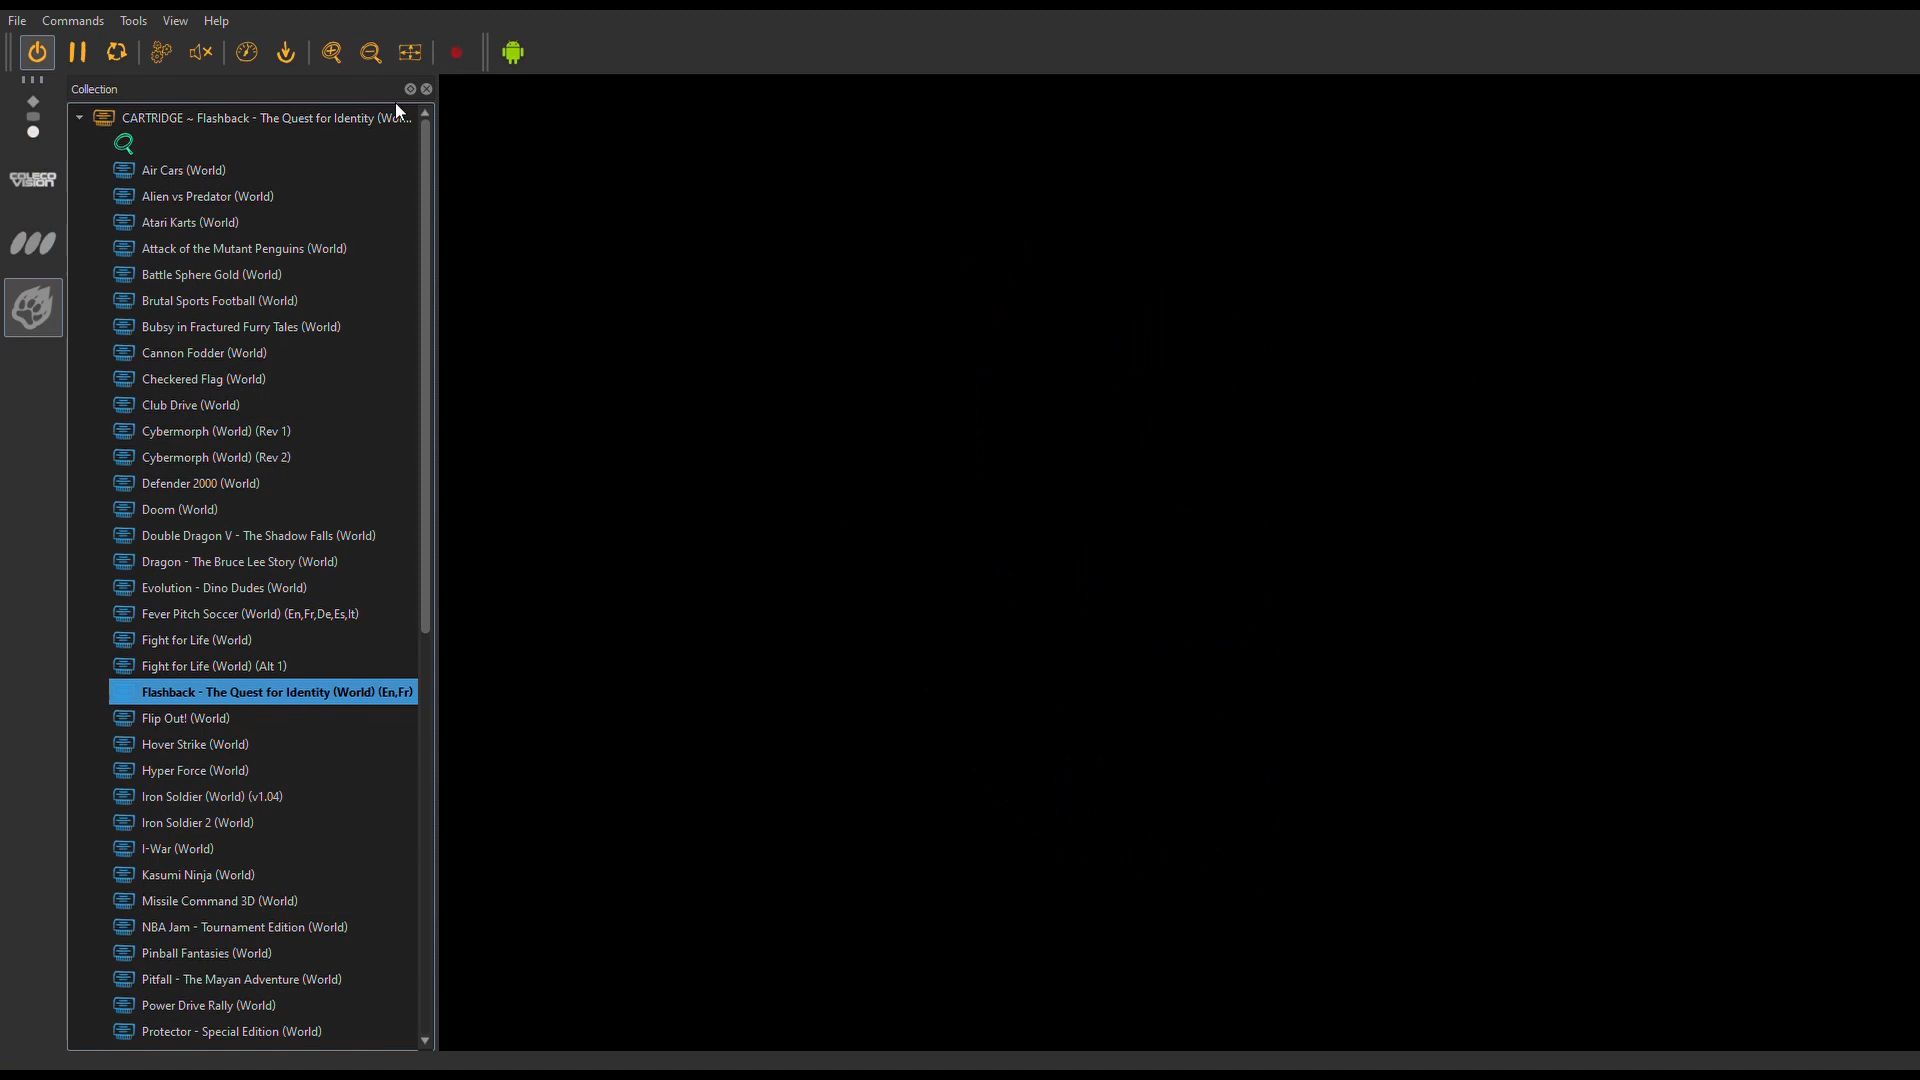 File Commands Tools View Help
Collection
CARTRIDGE ~ Flashback - The Quest for Identity (Wor...
COLECO
VISION
Air Cars (World)
Alien vs Predator (World)
Atari Karts (World)
Attack of the Mutant Penguins (World)
Battle Sphere Gold (World)
Brutal Sports Football (World)
Bubsy in Fractured Furry Tales (World)
Cannon Fodder (World)
Checkered Flag (World)
Club Drive (World)
Cybermorph (World) (Rev 1)
Cybermorph (World) (Rev 2)
Defender 2000 (World)
Doom (World)
Double Dragon V - The Shadow Falls (World)
Dragon - The Bruce Lee Story (World)
Evolution - Dino Dudes (World)
Fever Pitch Soccer (World) (En,Fr,De,Es,It)
Fight for Life (World)
Fight for Life (World) (Alt 1)
Flashback - The Quest for Identity (World) (En,Fr)
Flip Out! (World)
Hover Strike (World)
Hyper Force (World)
Iron Soldier (World) (v1.04)
Iron Soldier 2 (World)
I-War (World)
Kasumi Ninja (World)
Missile Command 3D (World)
NBA Jam - Tournament Edition (World)
Pinball Fantasies (World)
Pitfall - The Mayan Adventure (World)
Power Drive Rally (World)
Protector - Special Edition (World)